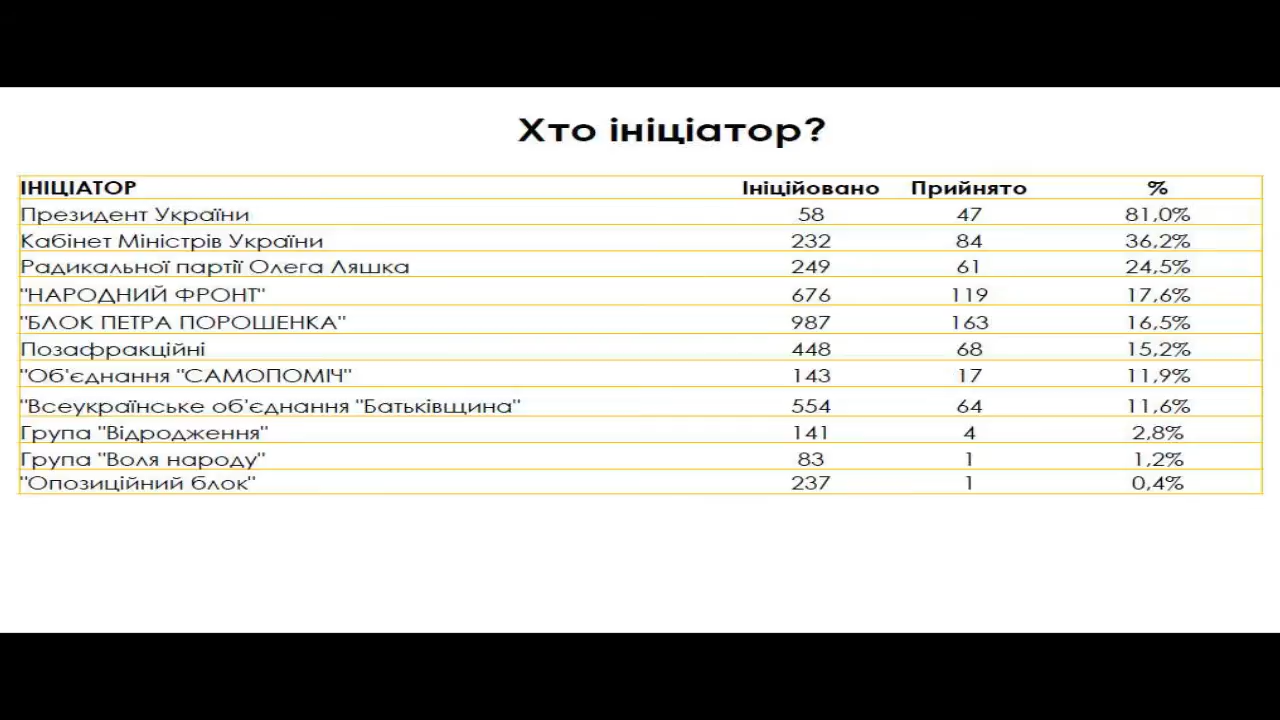 Хто ініціатор?
ІНІЦІАТОР Ініційовано Прийнято %
Президент України 58 47 81,0%
Кабінет Міністрів України 232 84 36,2%
Радикальної партії Олега Ляшка 249 61 24,5%
"НАРОДНИЙ ФРОНТ" 676 119 17,6%
"БЛОК ПЕТРА ПОРОШЕНКА" 987 163 16,5%
Позафракційні 448 68 15,2%
"Об'єднання "САМОПОМІЧ" 143 17 11,9%
"Всеукраїнське об'єднання "Батьківщина" 554 64 11,6%
Група "Відродження" 141 4 2,8%
Група "Воля народу" 83 1 1,2%
"Опозиційний блок" 237 1 0,4%